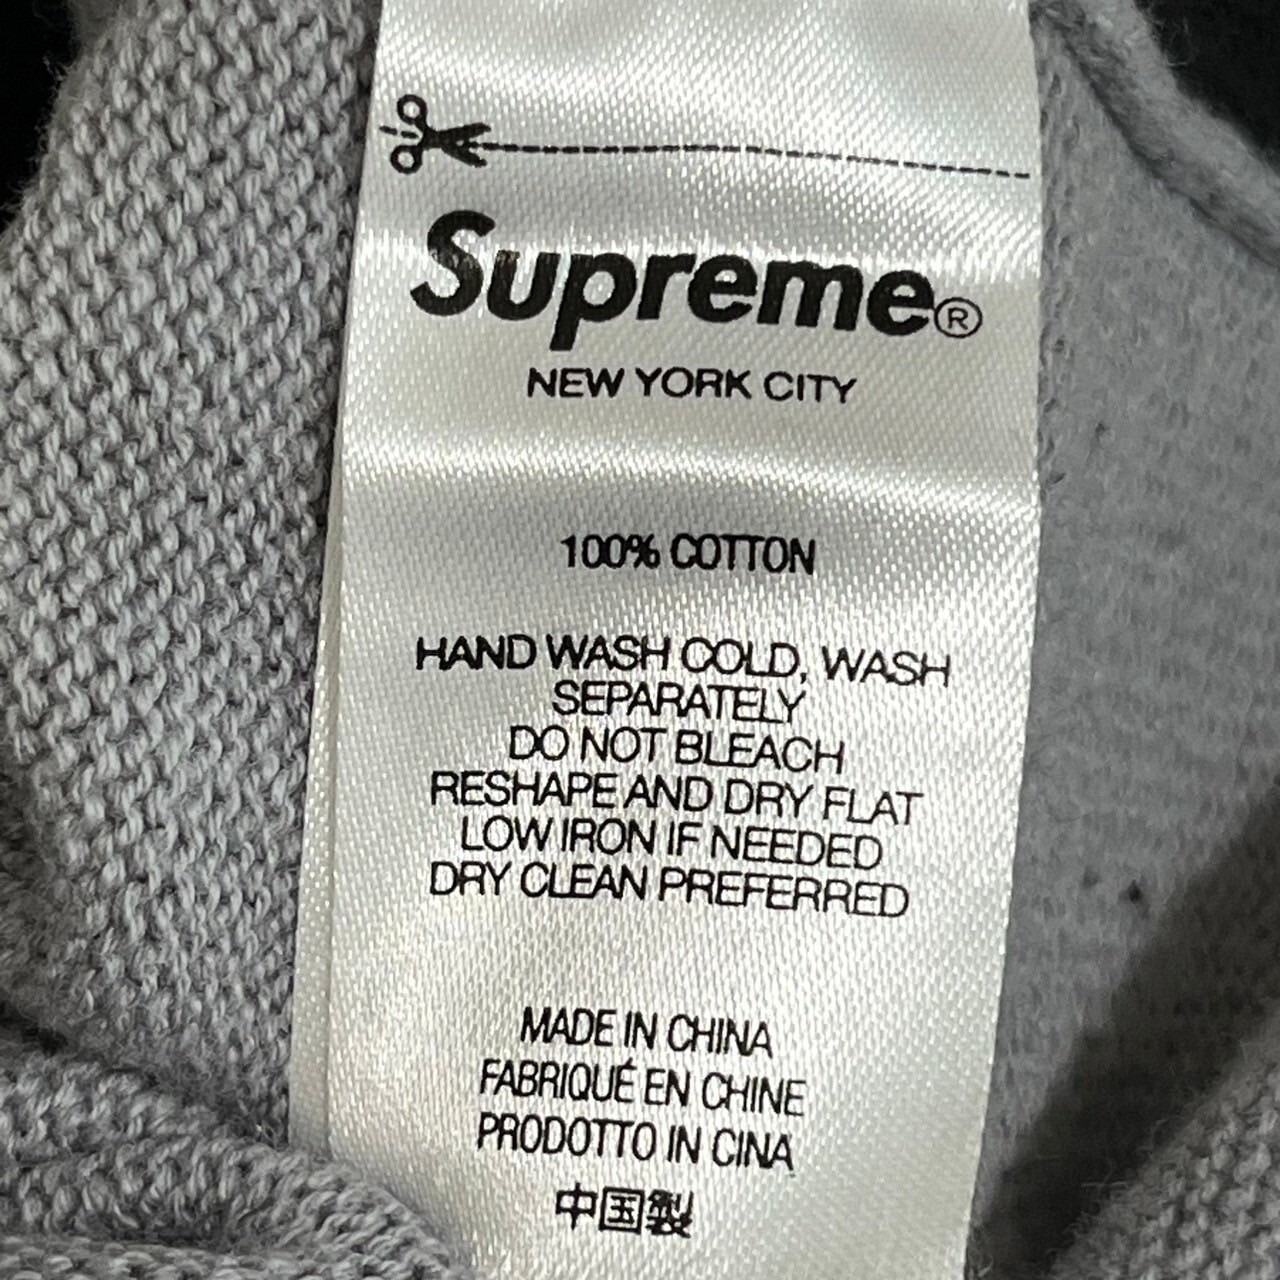 Supreme®
NEW YORK CITY
100% COTTON
HAND WASH COLD, WASH
SEPARATELY
DO NOT BLEACH
RESHAPE AND DRY FLAT
LOW IRON IF NEEDED
DRY CLEAN PREFERRED
MADE IN CHINA
FABRIQUÉ EN CHINE
PRODOTTO IN CINA
中国製